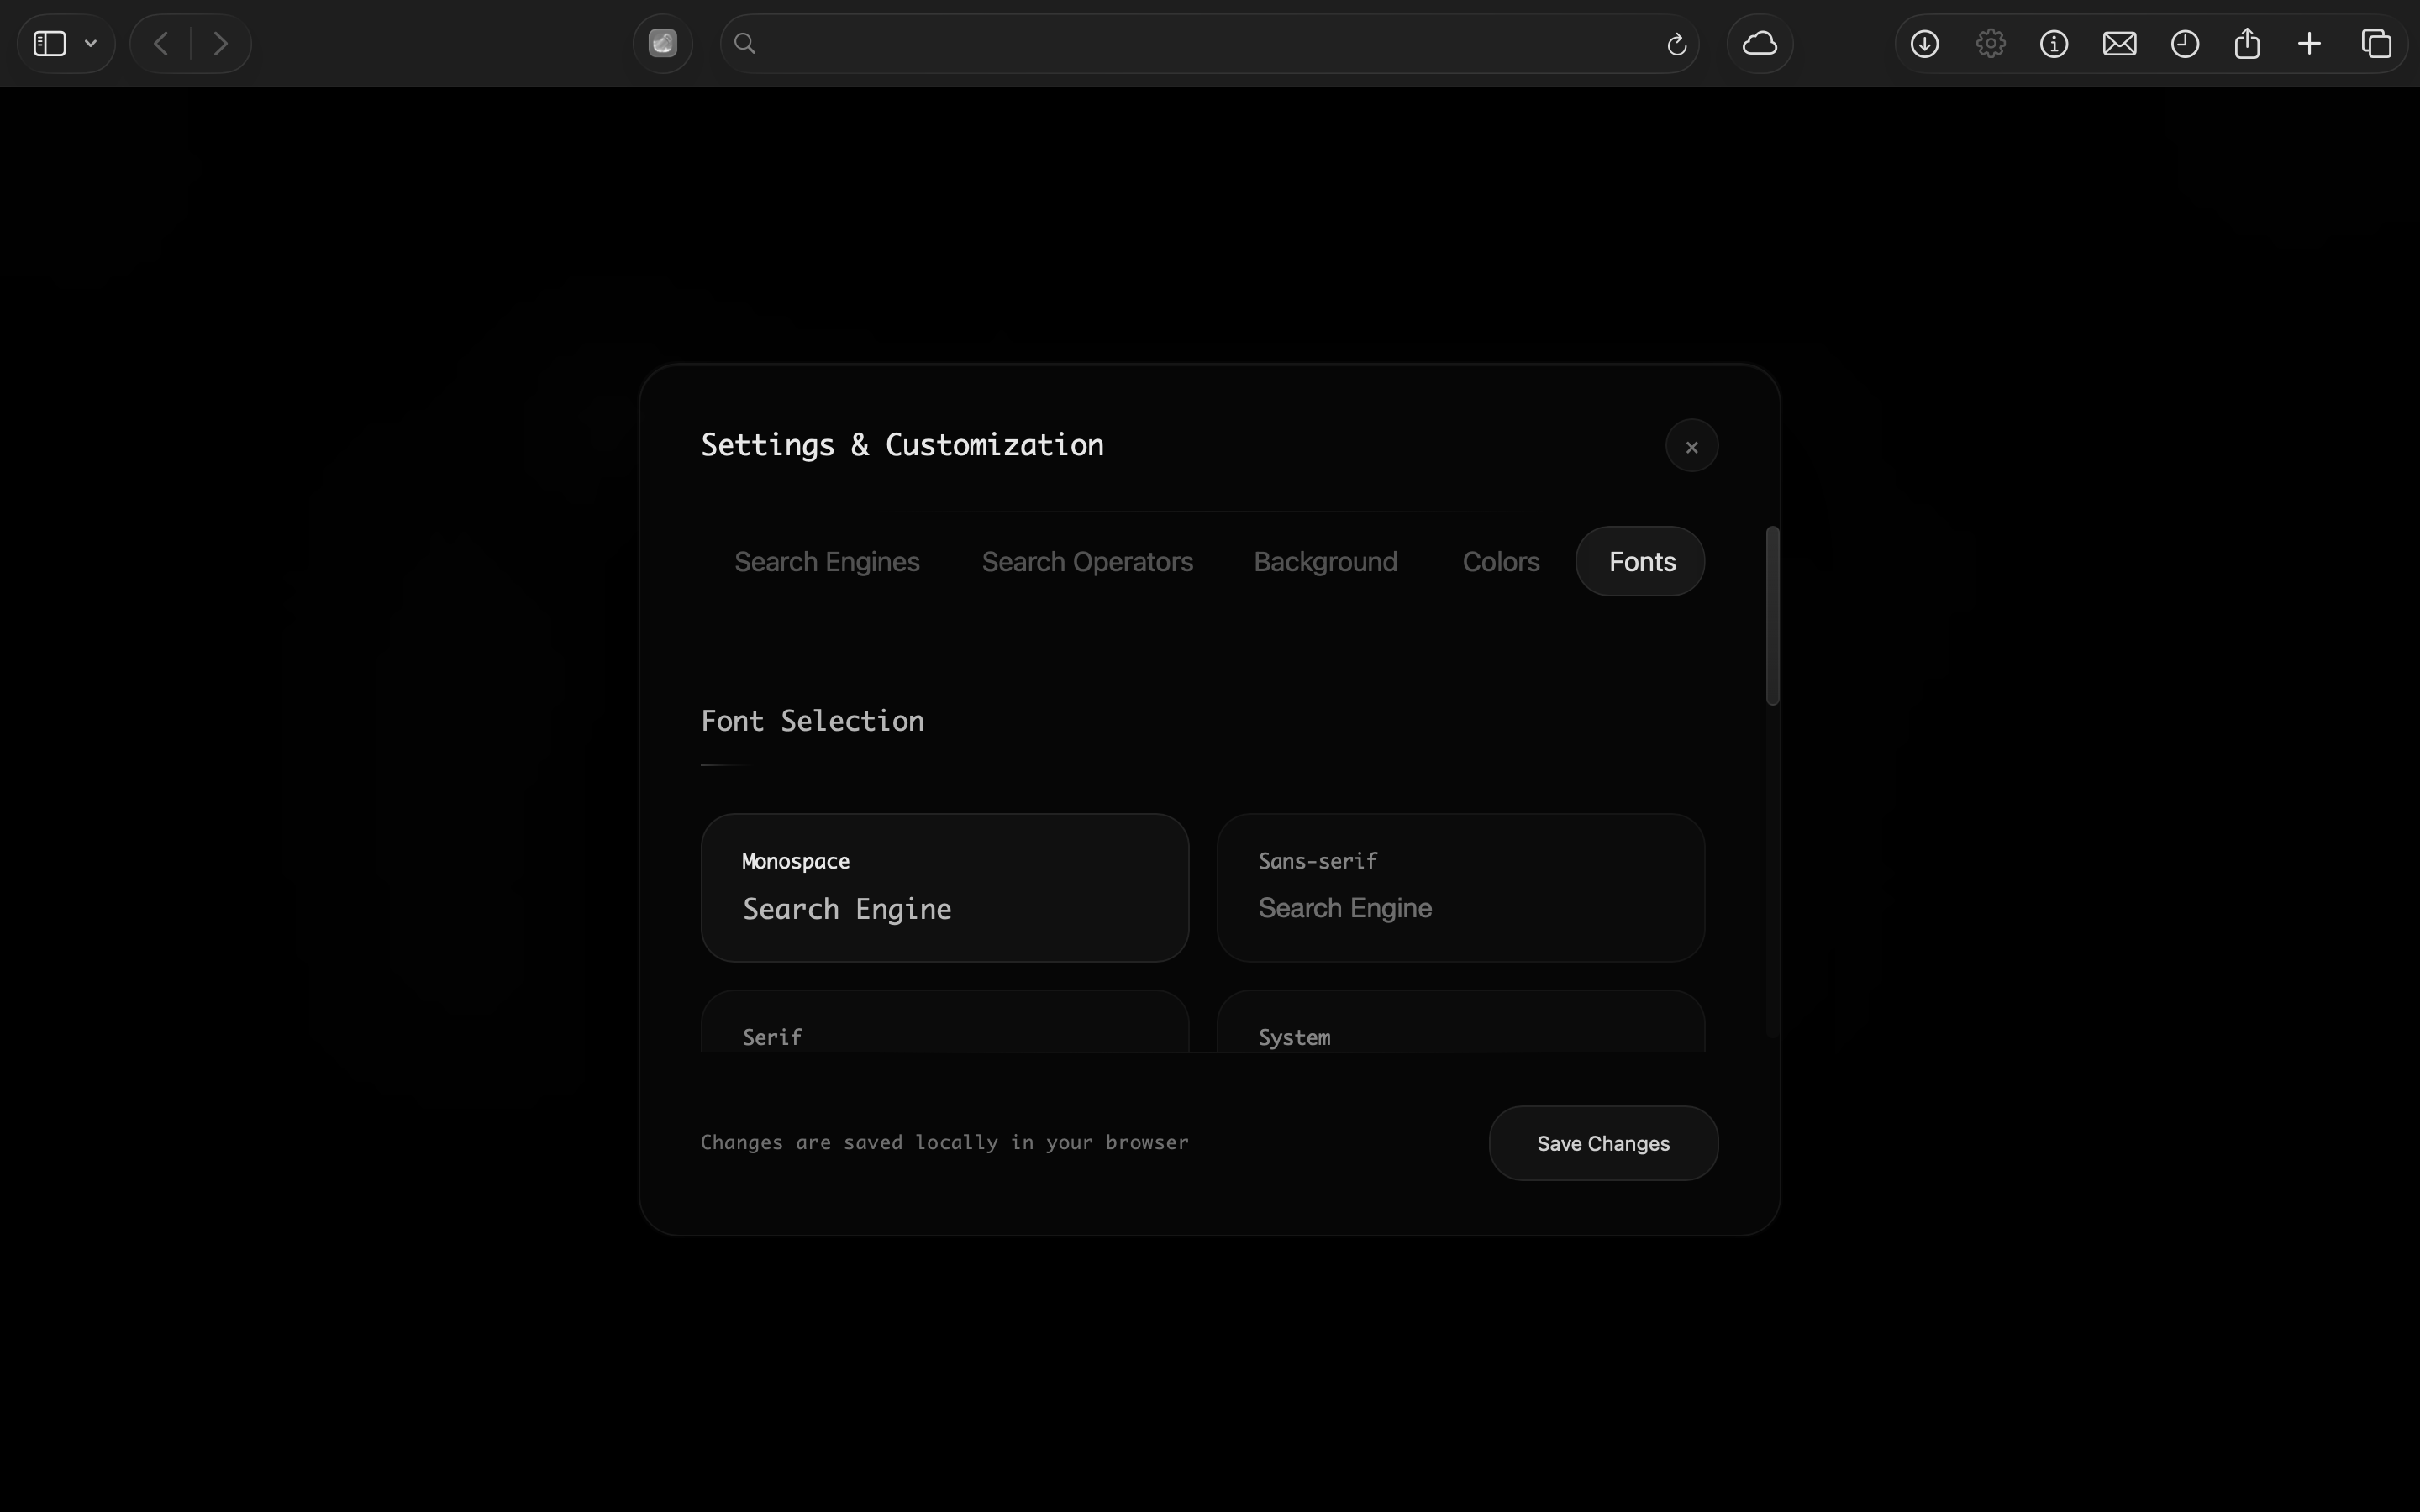 Settings & Customization
×
Search Engines Search Operators Background Colors Fonts
Font Selection
Monospace
Search Engine
Sans-serif
Search Engine
Serif
System
Changes are saved locally in your browser
Save Changes